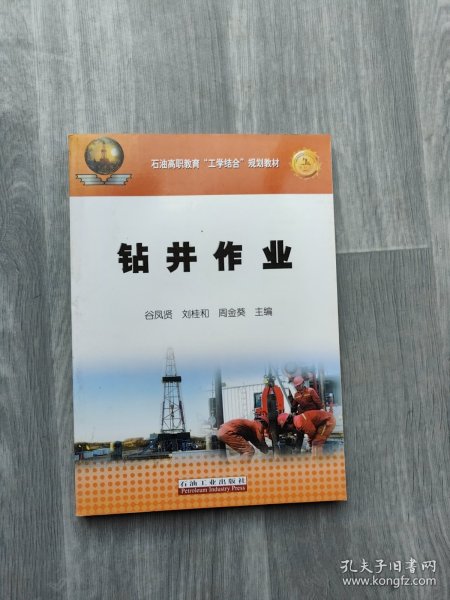 石油高职教育“工学结合”规划教材
钻井作业
谷凤贤 刘桂和 周金葵 主编
石油工业出版社
Petroleum Industry Press
孔夫子旧书网
www.kongfz.com